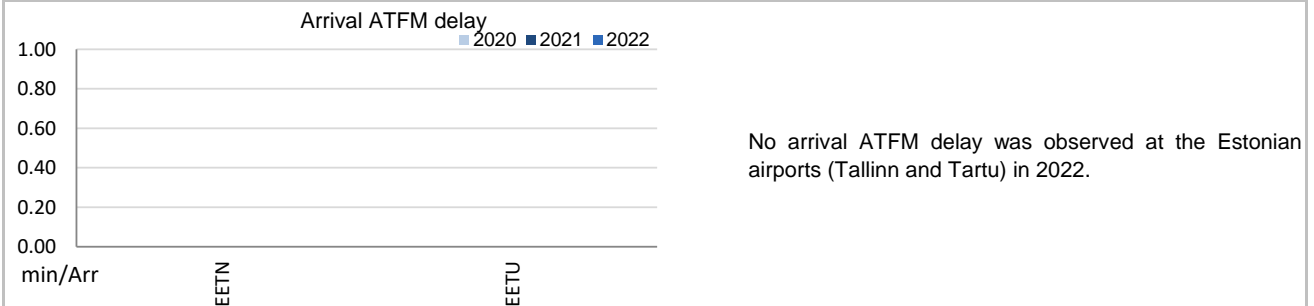 Arrival ATFM delay
2020 2021 2022
1.00
0.80
0.60
0.40
0.20
0.00
min/Arr
EETN
EETU
No arrival ATFM delay was observed at the Estonian
airports (Tallinn and Tartu) in 2022.